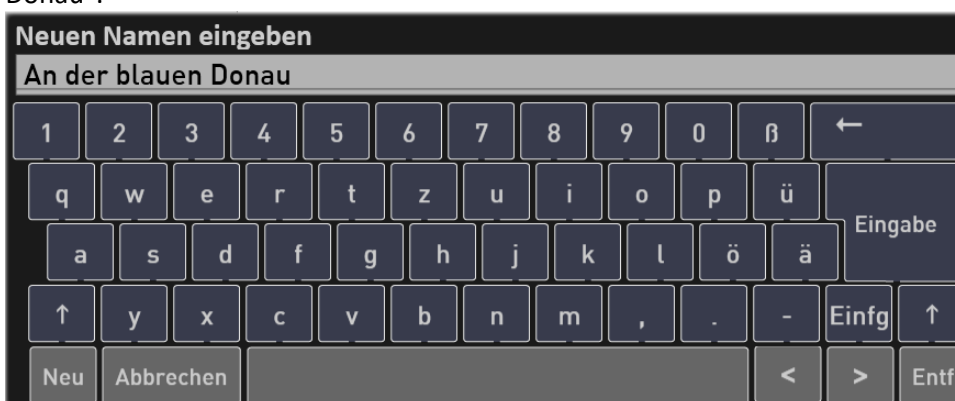 Neuen Namen eingeben
An der blauen Donau
1 2 3 4 5 6 7 8 9 0 ß ←
q w e r t z u i o p ü
Eingabe
a s d f g h j k l ö ä
↑ y x c v b n m , . - Einfg ↑
Neu Abbrechen < > Entf